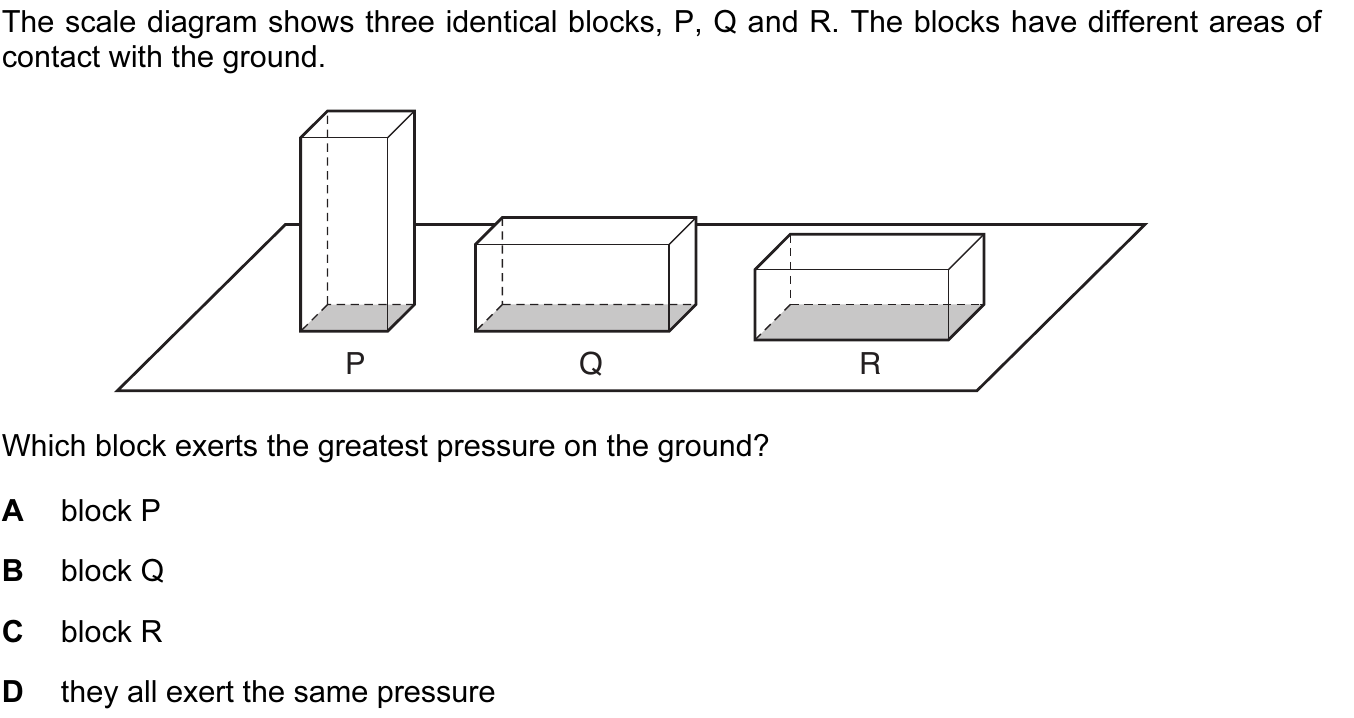 The scale diagram shows three identical blocks, P, Q and R. The blocks have different areas of
contact with the ground.
P
Q
R
Which block exerts the greatest pressure on the ground?
A block P
B block Q
C block R
D they all exert the same pressure